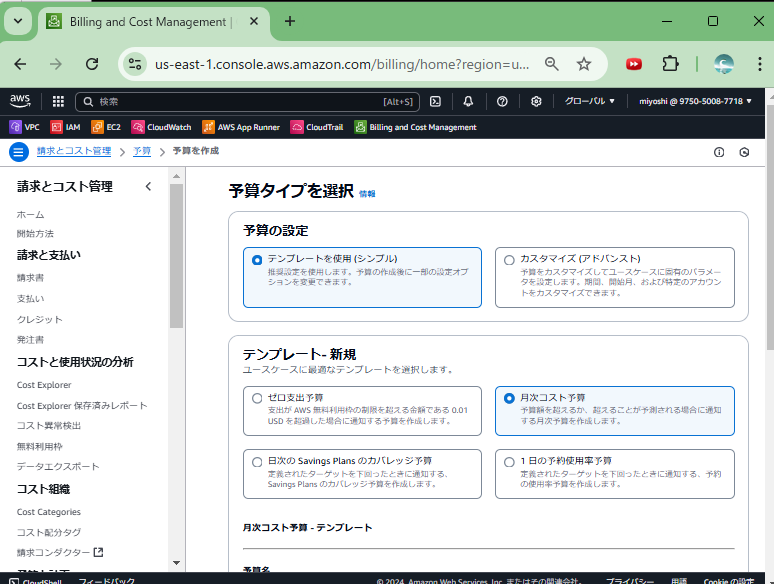 Billing and Cost Management |
us-east-1.console.aws.amazon.com/billing/home?region=u...
aws
検索
[Alt+S]
グローバル ▼
miyoshi @ 9750-5008-7718 ▼
VPC
IAM
EC2
CloudWatch
AWS App Runner
CloudTrail
Billing and Cost Management
請求とコスト管理 > 予算 > 予算を作成
請求とコスト管理
ホーム
開始方法
請求と支払い
請求書
支払い
クレジット
発注書
コストと使用状況の分析
Cost Explorer
Cost Explorer 保存済みレポート
コスト異常検出
無料利用枠
データエクスポート
コスト組織
Cost Categories
コスト配分タグ
請求コンダクター
予算タイプを選択 情報
予算の設定
テンプレートを使用 (シンプル)
推奨設定を使用します。予算の作成後に一部の設定オプ
ションを変更できます。
カスタマイズ (アドバンスト)
予算をカスタマイズしてユースケースに固有のパラメー
タを設定します。期間、開始月、および特定のアカウン
トをカスタマイズできます。
テンプレート- 新規
ユースケースに最適なテンプレートを選択します。
ゼロ支出予算
支出が AWS 無料利用枠の制限を超える金額である 0.01
USD を超過した場合に通知する予算を作成します。
月次コスト予算
予算額を超えるか、超えることが予測される場合に通知
する月次予算を作成します。
日次の Savings Plans のカバレッジ予算
定義されたターゲットを下回ったときに通知する、
Savings Plans のカバレッジ予算を作成します。
1 日の予約使用率予算
定義されたターゲットを下回ったときに通知する、予約
の使用率予算を作成します。
月次コスト予算 - テンプレート
予算名
CloudShell
フィードバック
© 2024, Amazon Web Services, Inc. またはその関連会社。
プライバシー
用語
Cookie の設定